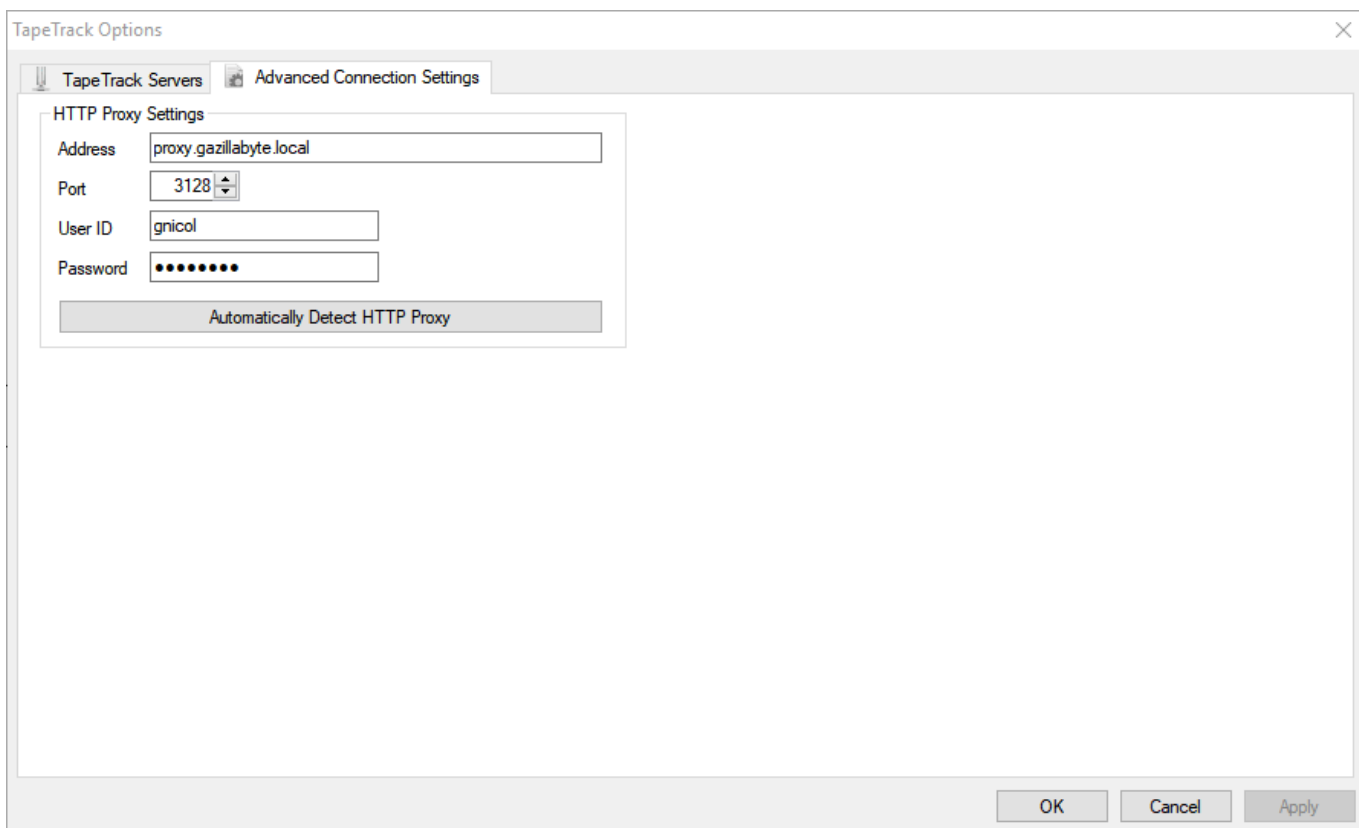 TapeTrack Options
TapeTrack Servers
Advanced Connection Settings
HTTP Proxy Settings
Address proxy.gazillabyte.local
Port 3128
User ID gnicol
Password ●●●●●●●●
Automatically Detect HTTP Proxy
OK Cancel Apply